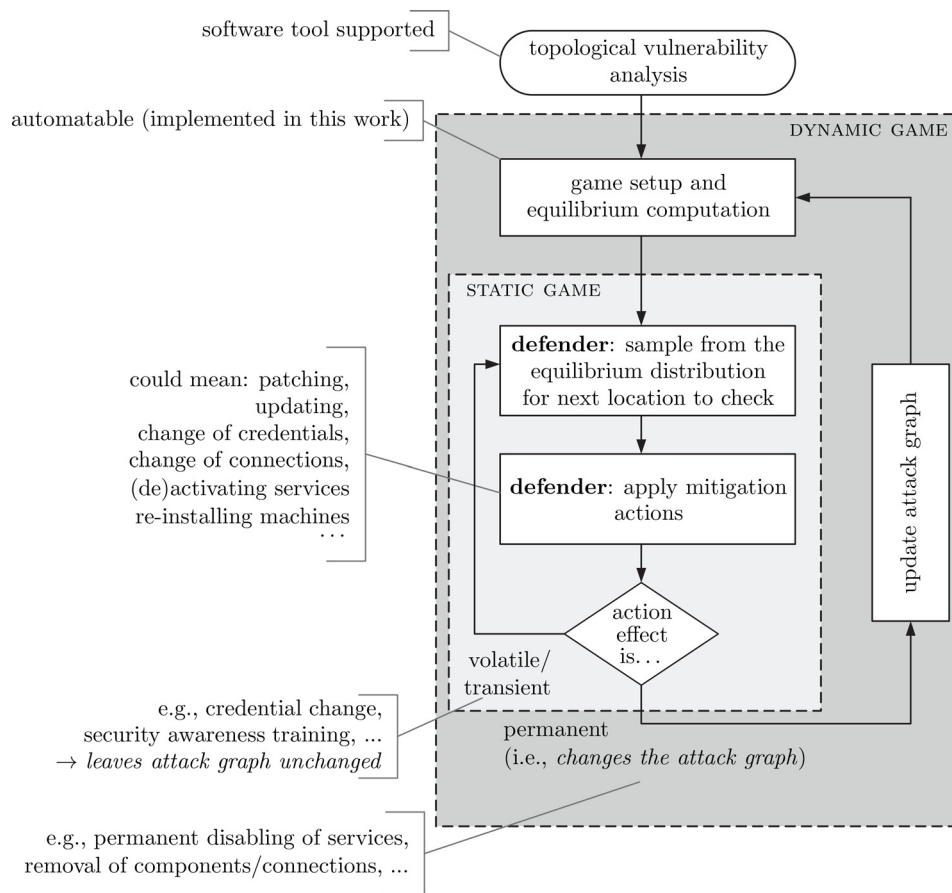 software tool supported
topological vulnerability
analysis
automatable (implemented in this work)
DYNAMIC GAME
game setup and
equilibrium computation
STATIC GAME
defender: sample from the
equilibrium distribution
for next location to check
could mean: patching,
updating,
change of credentials,
change of connections,
(de)activating services
re-installing machines
...
defender: apply mitigation
actions
update attack graph
action
effect
is...
volatile/
transient
e.g., credential change,
security awareness training, ...
→ leaves attack graph unchanged
permanent
(i.e., changes the attack graph)
e.g., permanent disabling of services,
removal of components/connections, ...